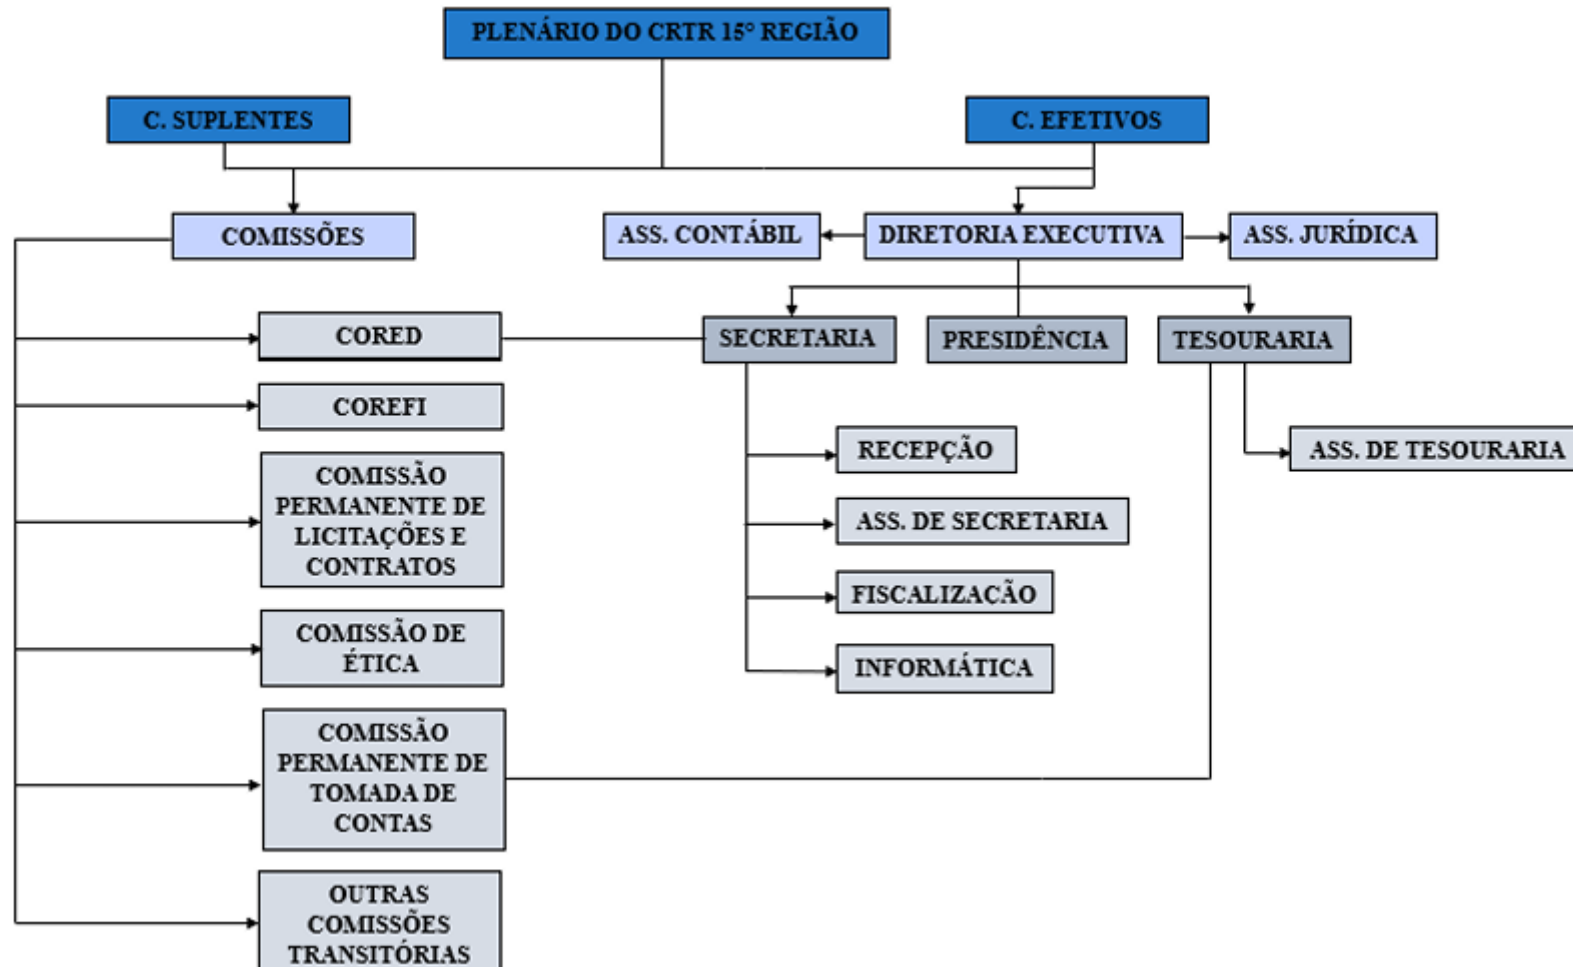 PLENÁRIO DO CRTR 15º REGIÃO
C. SUPLENTES
C. EFETIVOS
COMISSÕES
ASS. CONTÁBIL
DIRETORIA EXECUTIVA
ASS. JURÍDICA
CORED
SECRETARIA
PRESIDÊNCIA
TESOURARIA
COREFI
RECEPÇÃO
ASS. DE TESOURARIA
COMISSÃO
PERMANENTE DE
LICITAÇÕES E
CONTRATOS
ASS. DE SECRETARIA
FISCALIZAÇÃO
COMISSÃO DE
ÉTICA
INFORMÁTICA
COMISSÃO
PERMANENTE DE
TOMADA DE
CONTAS
OUTRAS
COMISSÕES
TRANSITÓRIAS